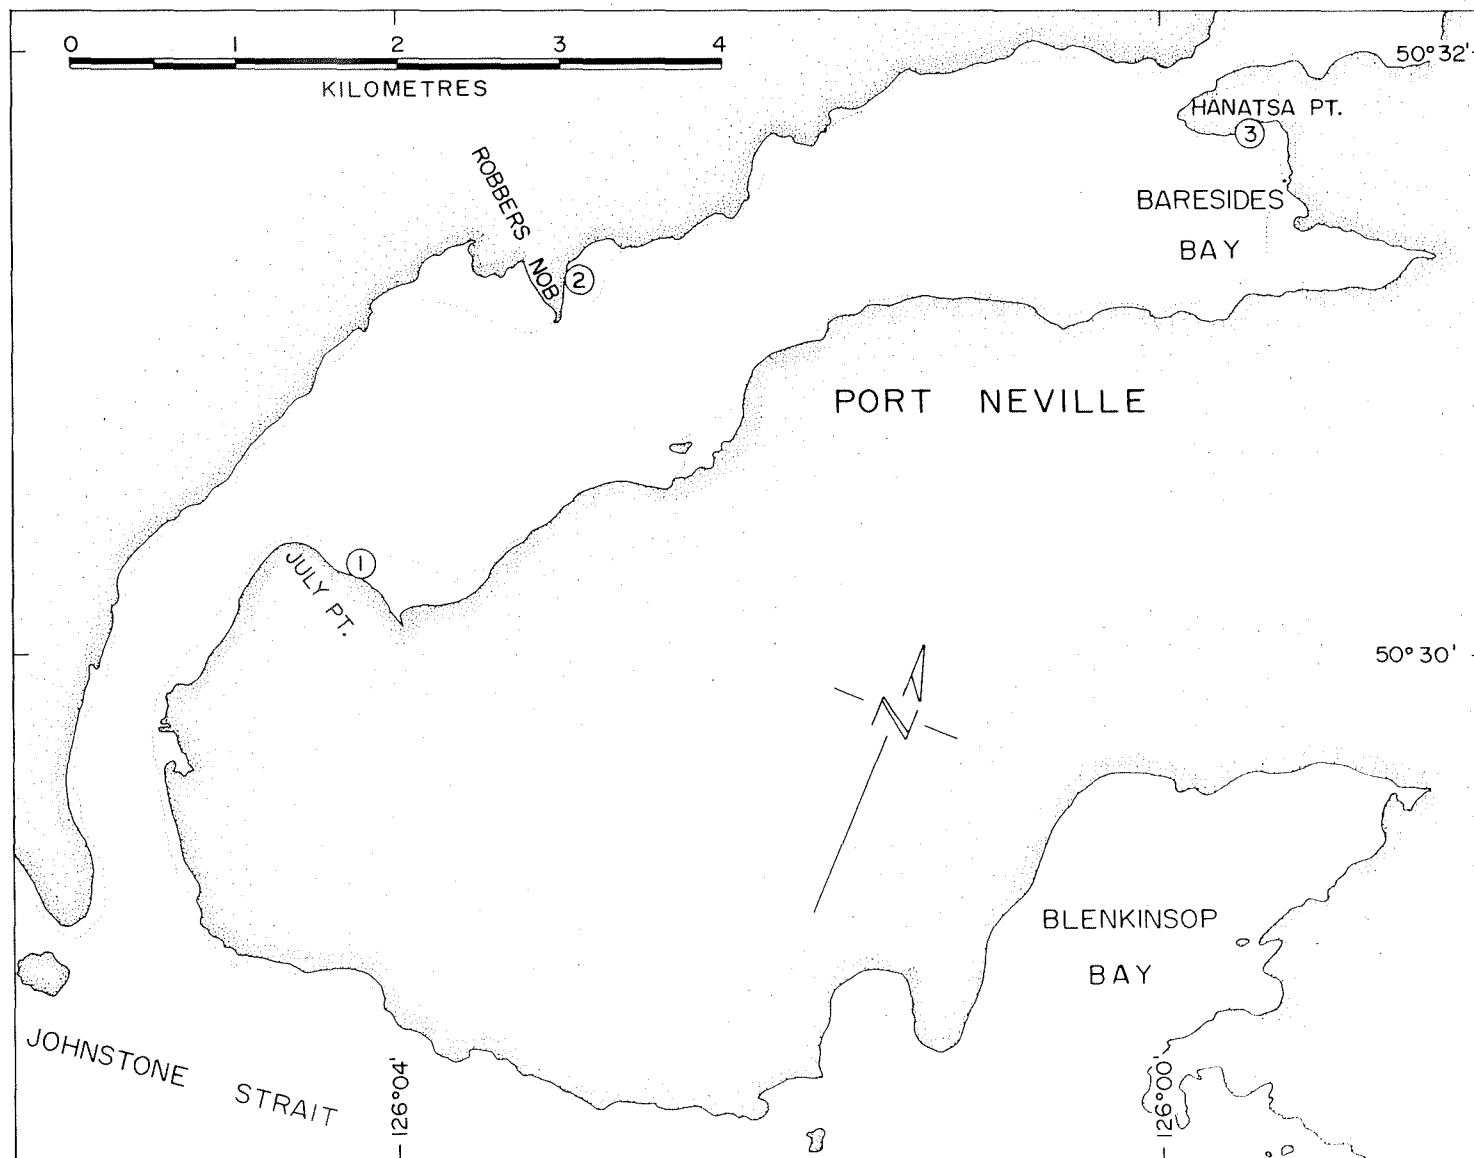 0 1 2 3 4
KILOMETRES
50° 32'
HANATSA PT.
3
ROBBERS NOB
2
BARESIDES
BAY
PORT NEVILLE
1
JULY PT.
50° 30'
N
BLENKINSOP
BAY
JOHNSTONE STRAIT
126° 04'
126° 00'